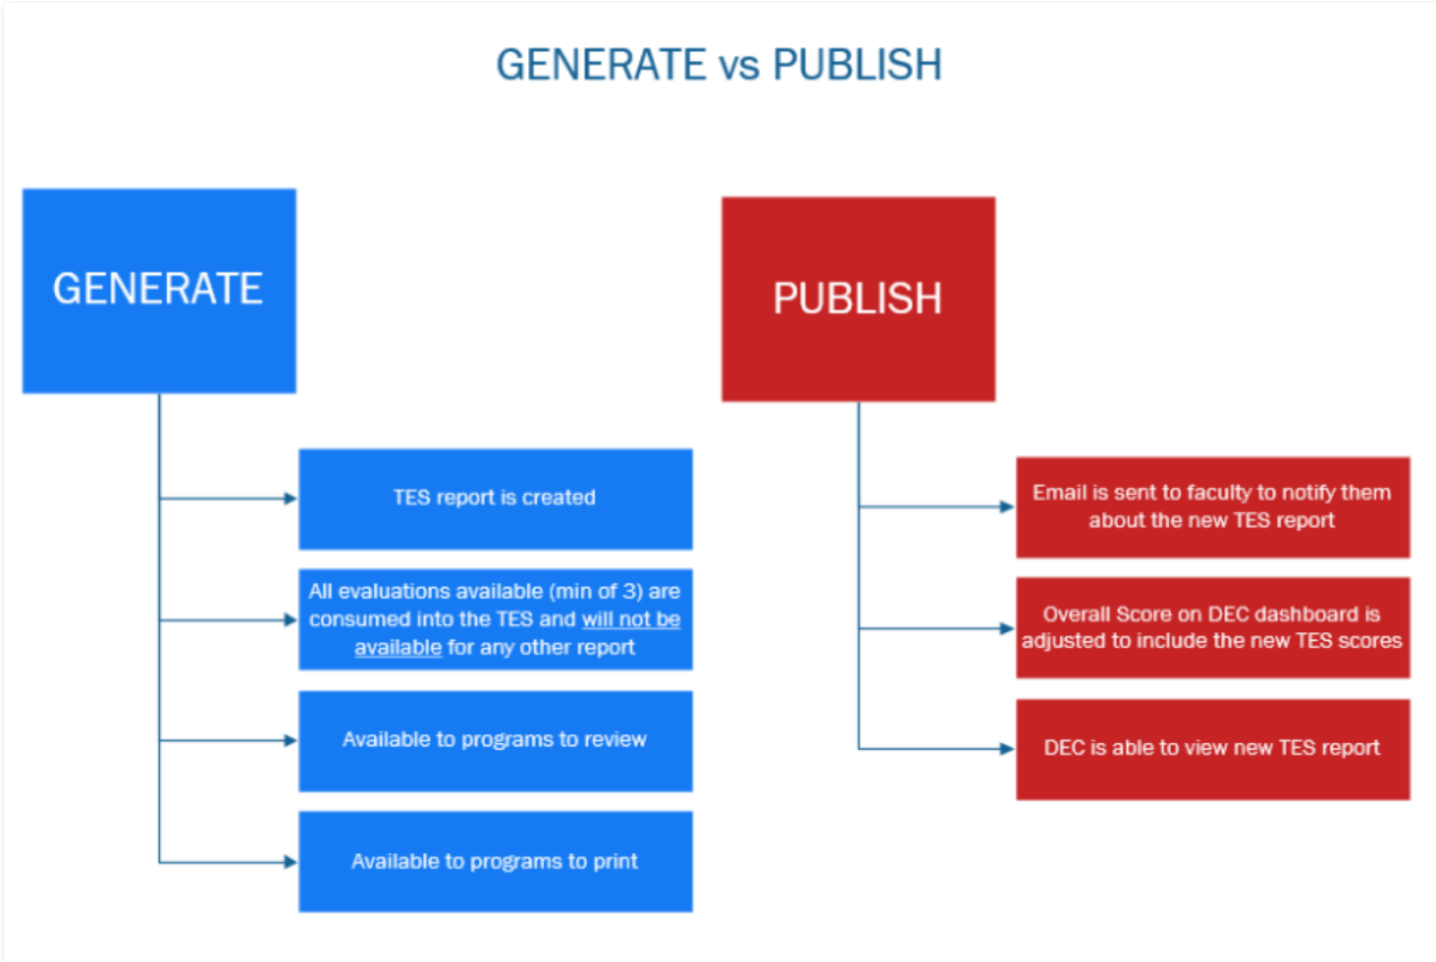 GENERATE vs PUBLISH
GENERATE
TES report is created
All evaluations available (min of 3) are
consumed into the TES and will not be
available for any other report
Available to programs to review
Available to programs to print
PUBLISH
Email is sent to faculty to notify them
about the new TES report
Overall Score on DEC dashboard is
adjusted to include the new TES scores
DEC is able to view new TES report